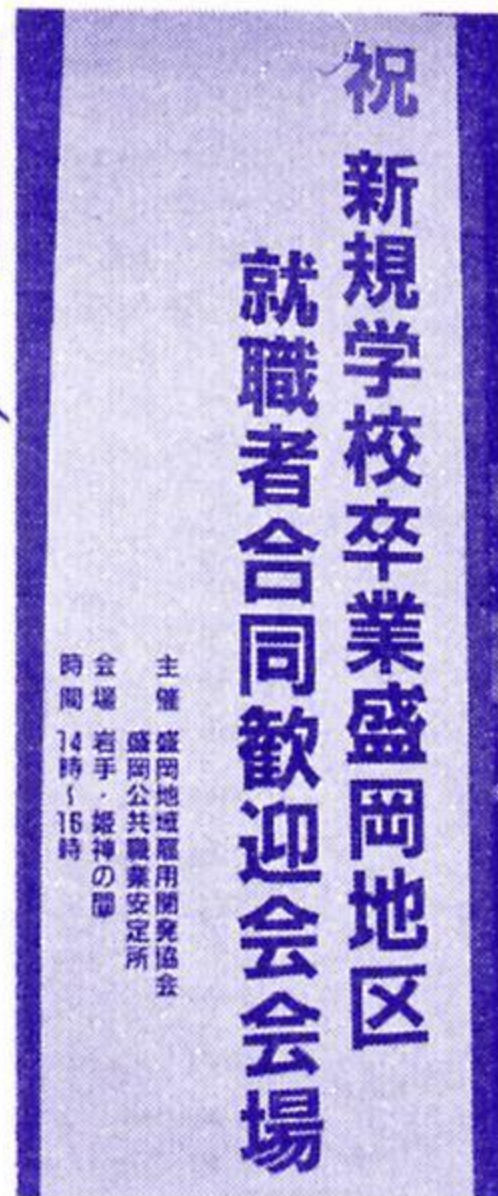 祝 新規学校卒業盛岡地区
就職者合同歓迎会会場
主催 盛岡地域雇用開発協会
盛岡公共職業安定所
会場 岩手・姫神の間
時間 14時〜16時